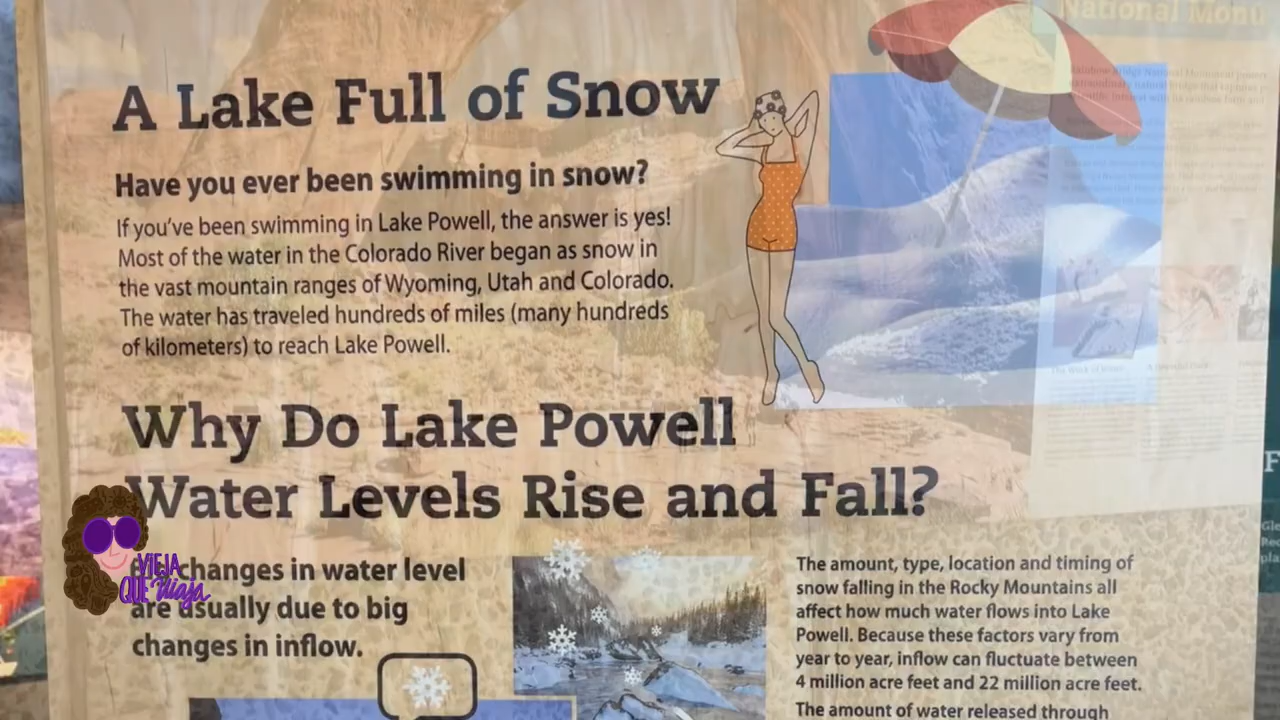 National Monu
A Lake Full of Snow
Have you ever been swimming in snow?
If you've been swimming in Lake Powell, the answer is yes!
Most of the water in the Colorado River began as snow in
the vast mountain ranges of Wyoming, Utah and Colorado.
The water has traveled hundreds of miles (many hundreds
of kilometers) to reach Lake Powell.
Why Do Lake Powell
Water Levels Rise and Fall?
changes in water level
are usually due to big
changes in inflow.
VIEJA
QUE Viaja
The amount, type, location and timing of
snow falling in the Rocky Mountains all
affect how much water flows into Lake
Powell. Because these factors vary from
year to year, inflow can fluctuate between
4 million acre feet and 22 million acre feet.
The amount of water released through